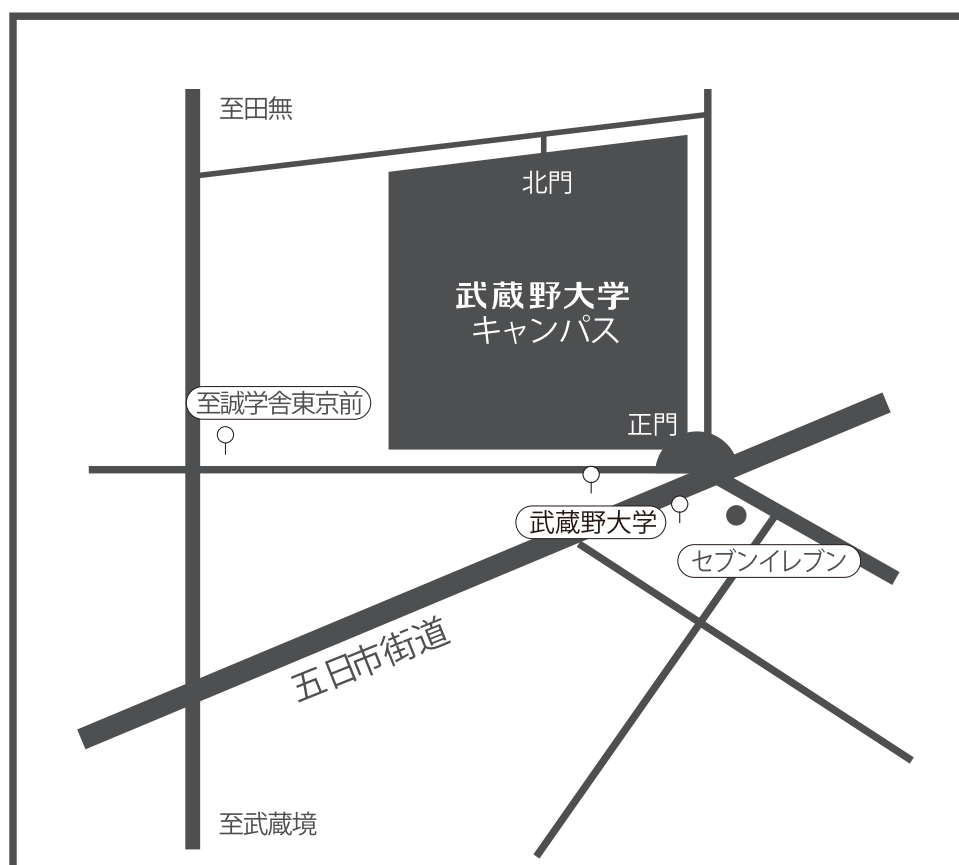 至田無
北門
武蔵野大学
キャンパス
至誠学舎東京前
正門
武蔵野大学
セブンイレブン
五日市街道
至武蔵境